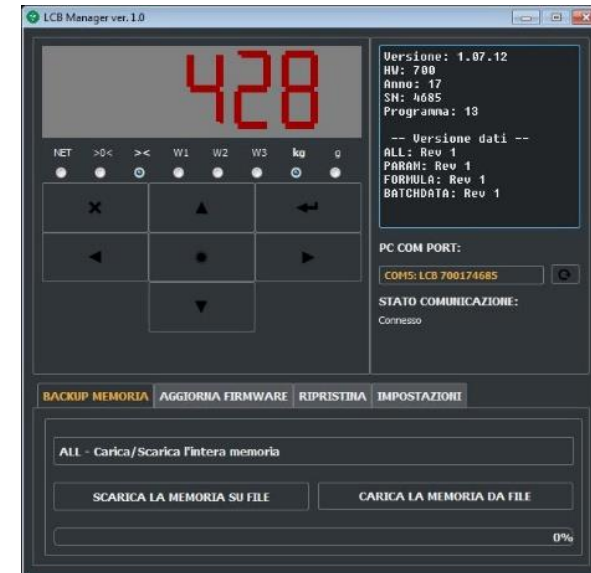 LCB Manager ver. 1.0
428
NET >0< >< W1 W2 W3 kg g
Versione: 1.07.12
HW: 700
Anno: 17
SN: 4685
Programma: 13
-- Versione dati --
ALL: Rev 1
PARAM: Rev 1
FORMULA: Rev 1
BATCHDATA: Rev 1
PC COM PORT:
COM5: LCB 700174685
STATO COMUNICAZIONE:
Connesso
BACKUP MEMORIA AGGIORNA FIRMWARE RIPRISTINA IMPOSTAZIONI
ALL - Carica/Scarica l'intera memoria
SCARICA LA MEMORIA SU FILE CARICA LA MEMORIA DA FILE
0%